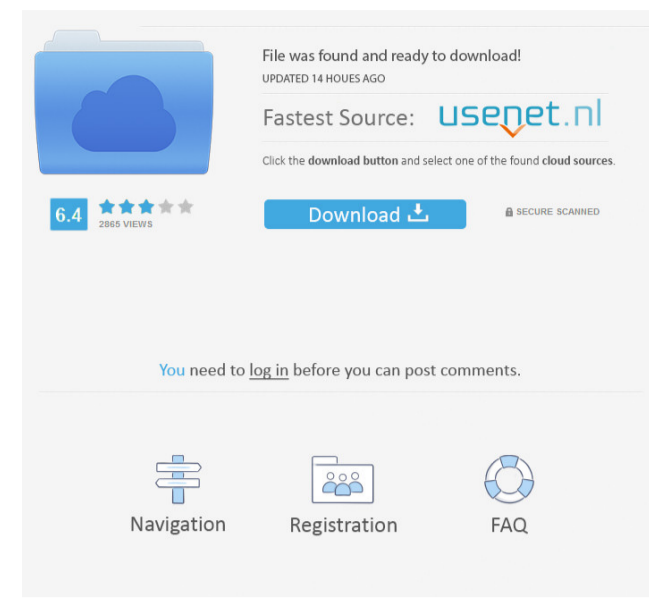 File was found and ready to download!
UPDATED 14 HOUES AGO
Fastest Source: usenet.nl
Click the download button and select one of the found cloud sources.
6.4
2865 VIEWS
Download
SECURE SCANNED
You need to log in before you can post comments.
Navigation
Registration
FAQ